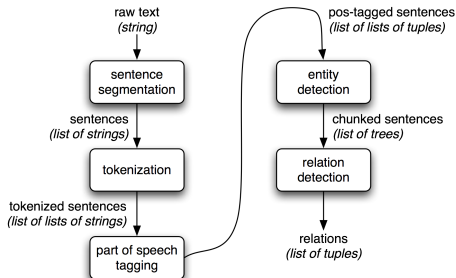 raw text
(string)
sentence
segmentation
sentences
(list of strings)
tokenization
tokenized sentences
(list of lists of strings)
part of speech
tagging
pos-tagged sentences
(list of lists of tuples)
entity
detection
chunked sentences
(list of trees)
relation
detection
relations
(list of tuples)